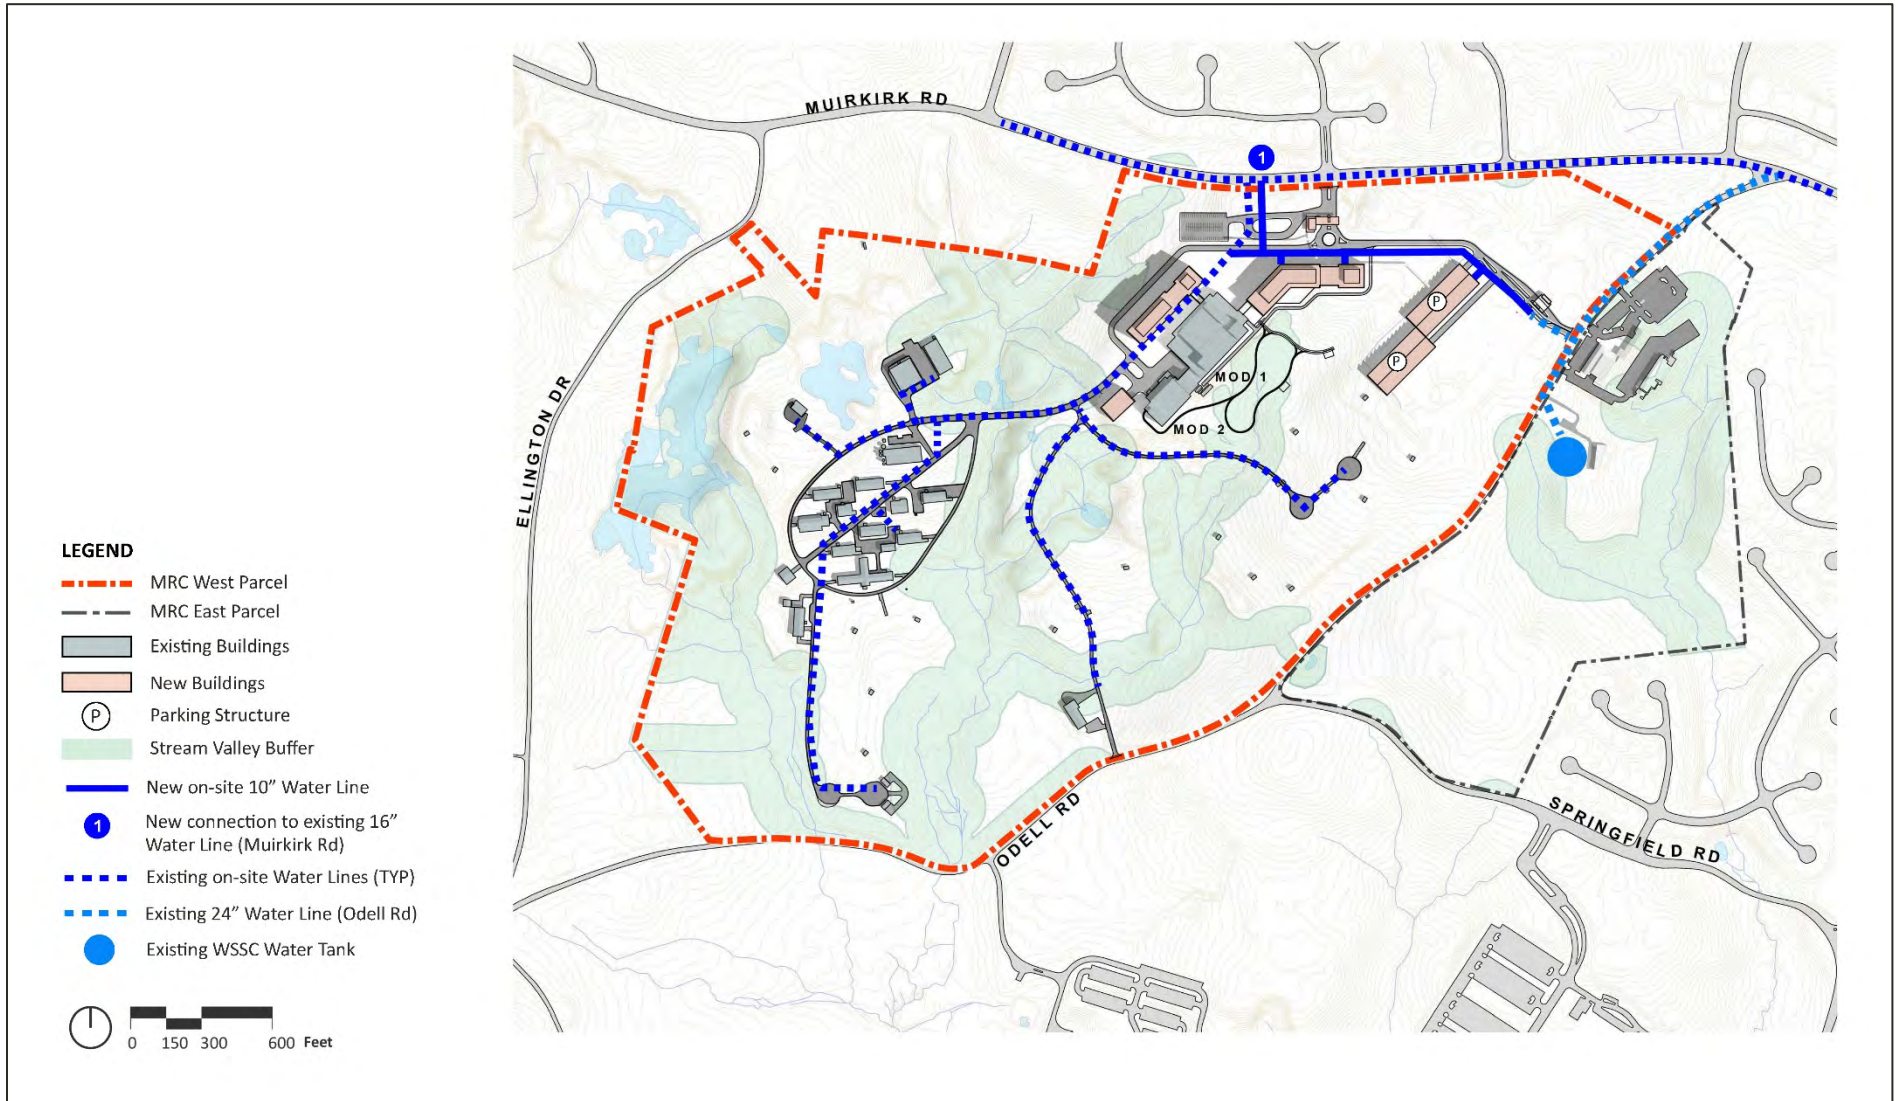 MUIRKIRK RD
1
P
P
MOD 1
MOD 2
ELLINGTON DR
ODELL RD
SPRINGFIELD RD
LEGEND
MRC West Parcel
MRC East Parcel
Existing Buildings
New Buildings
P Parking Structure
Stream Valley Buffer
New on-site 10” Water Line
1 New connection to existing 16”
Water Line (Muirkirk Rd)
Existing on-site Water Lines (TYP)
Existing 24” Water Line (Odell Rd)
Existing WSSC Water Tank
0 150 300 600 Feet